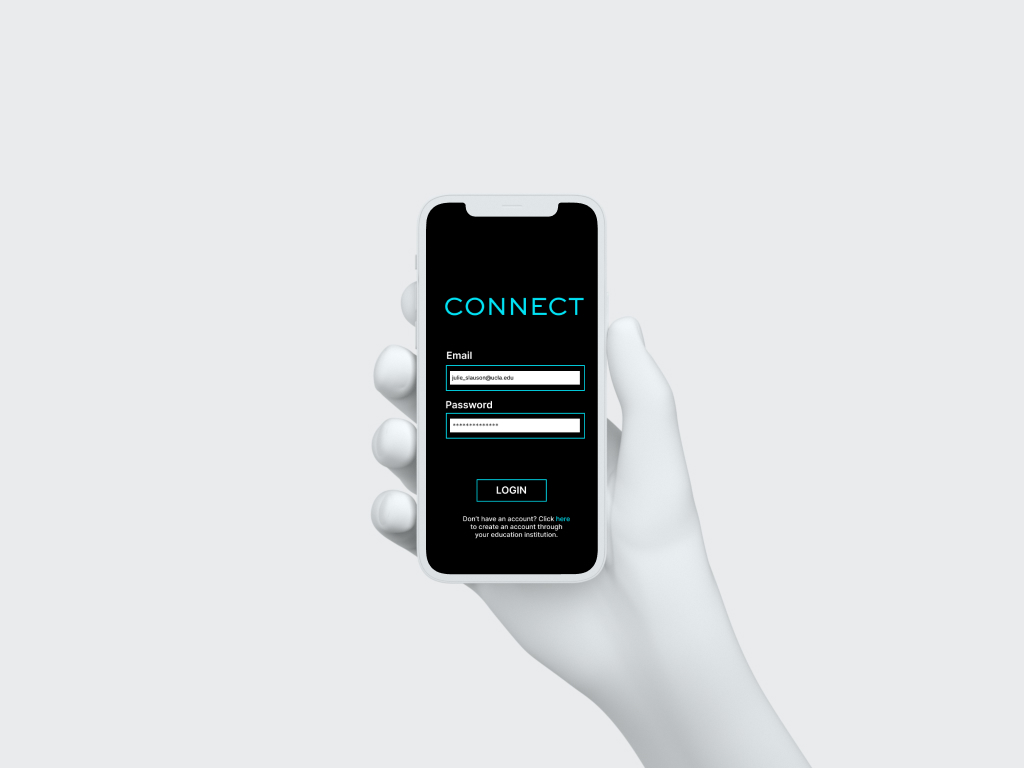 CONNECT
Email
julie_slauson@ucla.edu
Password
**************
LOGIN
Don't have an account? Click here
to create an account through
your education institution.